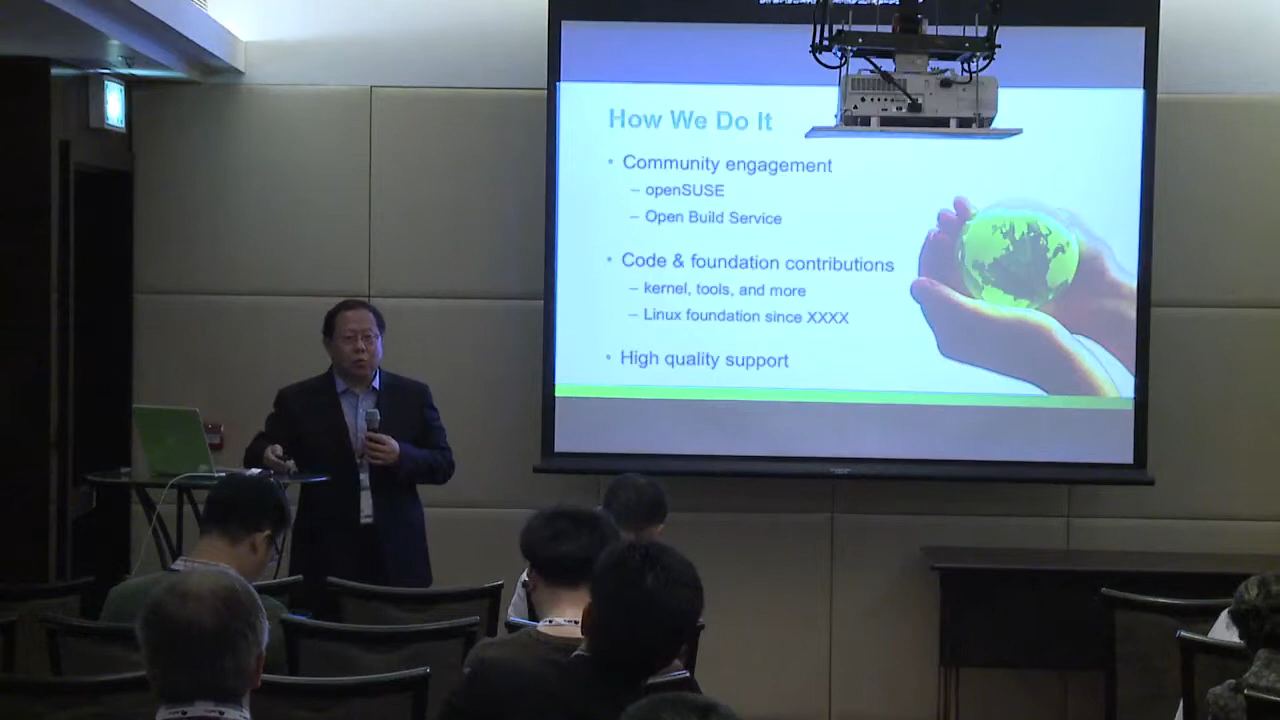 How We Do It
• Community engagement
– openSUSE
– Open Build Service
• Code & foundation contributions
– kernel, tools, and more
– Linux foundation since XXXX
• High quality support